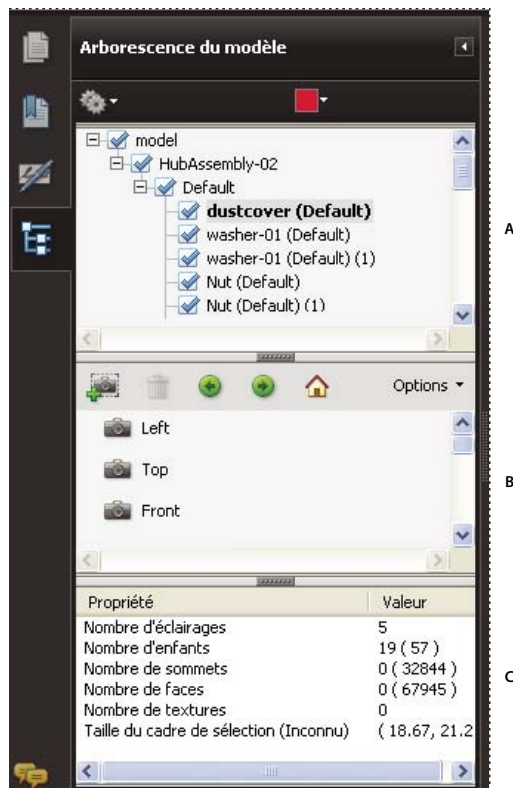 Arborescence du modèle
model
HubAssembly-02
Default
dustcover (Default)
washer-01 (Default)
washer-01 (Default) (1)
Nut (Default)
Nut (Default) (1)
A
Options
Left
Top
Front
B
Propriété Valeur
Nombre d'éclairages 5
Nombre d'enfants 19 ( 57 )
Nombre de sommets 0 ( 32844 )
Nombre de faces 0 ( 67945 )
Nombre de textures 0
Taille du cadre de sélection (Inconnu) ( 18.67, 21.2
C